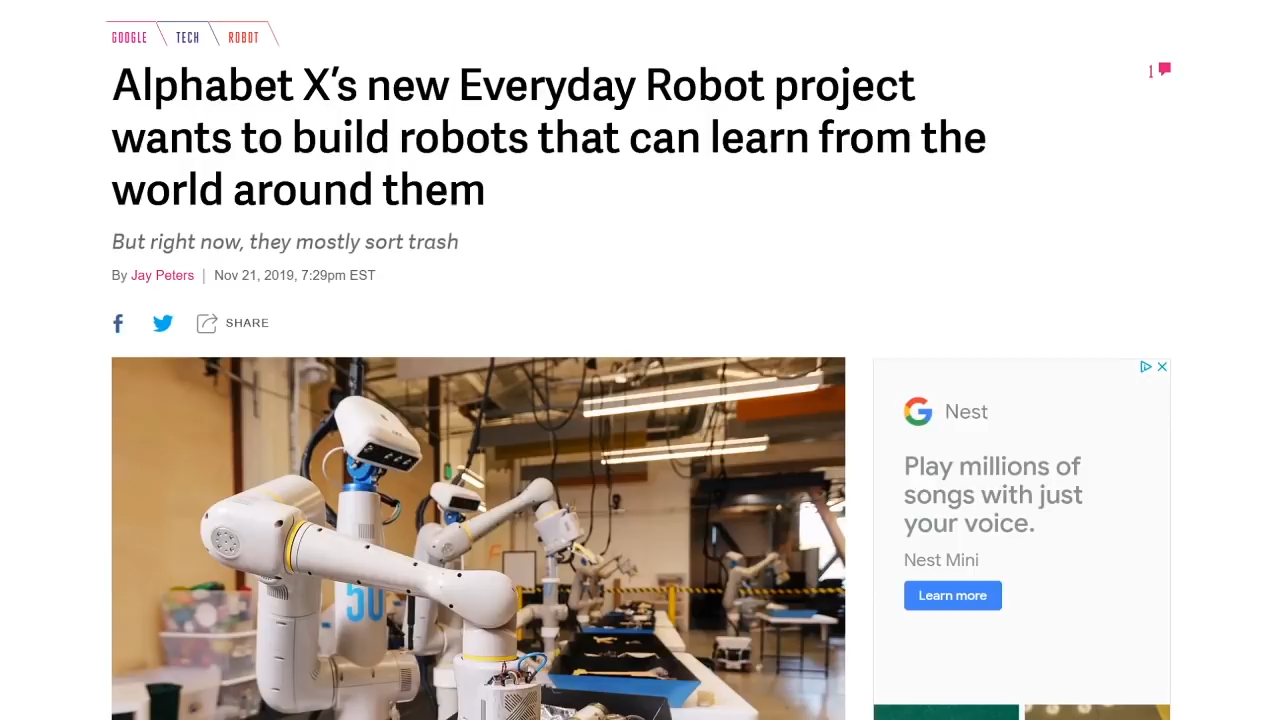 GOOGLE TECH ROBOT
Alphabet X’s new Everyday Robot project
wants to build robots that can learn from the
world around them
1
But right now, they mostly sort trash
By Jay Peters | Nov 21, 2019, 7:29pm EST
SHARE
50
Nest
Play millions of
songs with just
your voice.
Nest Mini
Learn more